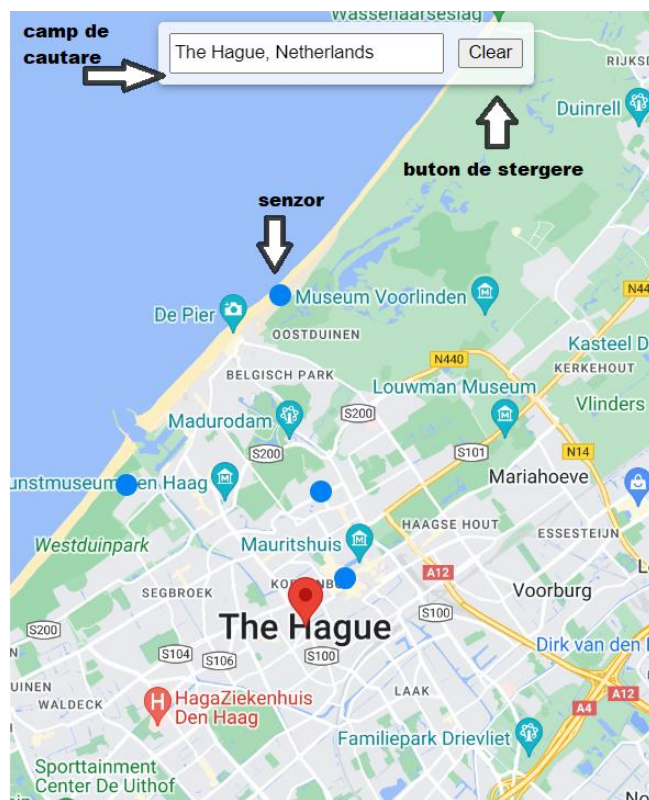 Wassenaarseslag
camp de
cautare
The Hague, Netherlands
Clear
RIJKSD
Duinrell
buton de stergere
senzor
Museum Voorlinden
N44
De Pier
OOSTDUINEN
Kasteel D
N440
KERKEHOUT
BELGISCH PARK
Louwman Museum
Vlinders
Madurodam
S200
S200
S101
N14
Mariahoeve
unstmuseum Den Haag
HAAGSE HOUT
ESSESTEIJN
Westduinpark
Mauritshuis
A12
SEGBROEK
Voorburg
The Hague
S100
S200
S104
S106
S100
Dirk van den
UINEN
WALDECK
HagaZiekenhuis
Den Haag
LAAK
A12
A4
Familiepark Drievliet
Sporttainment
Center De Uithof
No